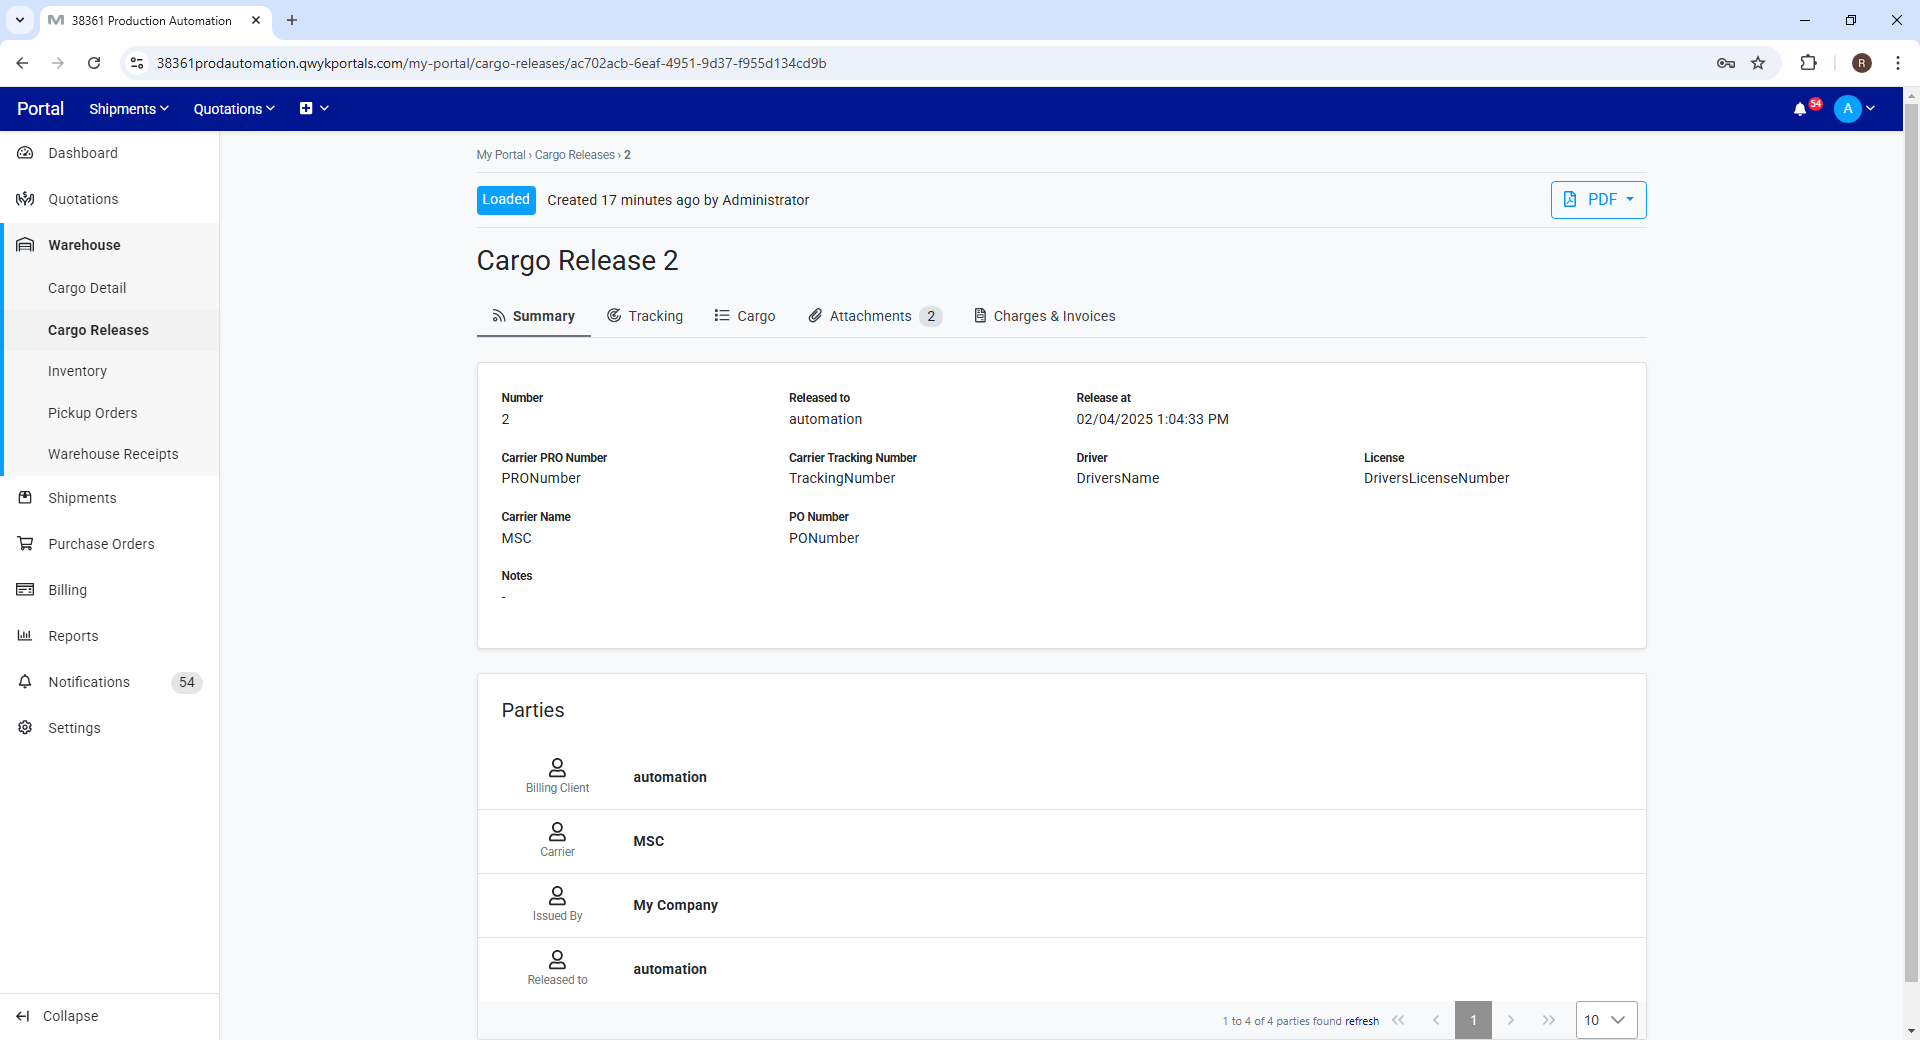 38361 Production Automation
38361prodautomation.qwykportals.com/my-portal/cargo-releases/ac702acb-6eaf-4951-9d37-f955d134cd9b
R
Portal
Shipments
Quotations
54
A
Dashboard
Quotations
Warehouse
Cargo Detail
Cargo Releases
Inventory
Pickup Orders
Warehouse Receipts
Shipments
Purchase Orders
Billing
Reports
Notifications 54
Settings
Collapse
My Portal › Cargo Releases › 2
Loaded Created 17 minutes ago by Administrator
PDF
Cargo Release 2
Summary Tracking Cargo Attachments 2 Charges & Invoices
Number Released to Release at
2 automation 02/04/2025 1:04:33 PM
Carrier PRO Number Carrier Tracking Number Driver License
PRONumber TrackingNumber DriversName DriversLicenseNumber
Carrier Name PO Number
MSC PONumber
Notes
-
Parties
Billing Client automation
Carrier MSC
Issued By My Company
Released to automation
1 to 4 of 4 parties found refresh 1 10